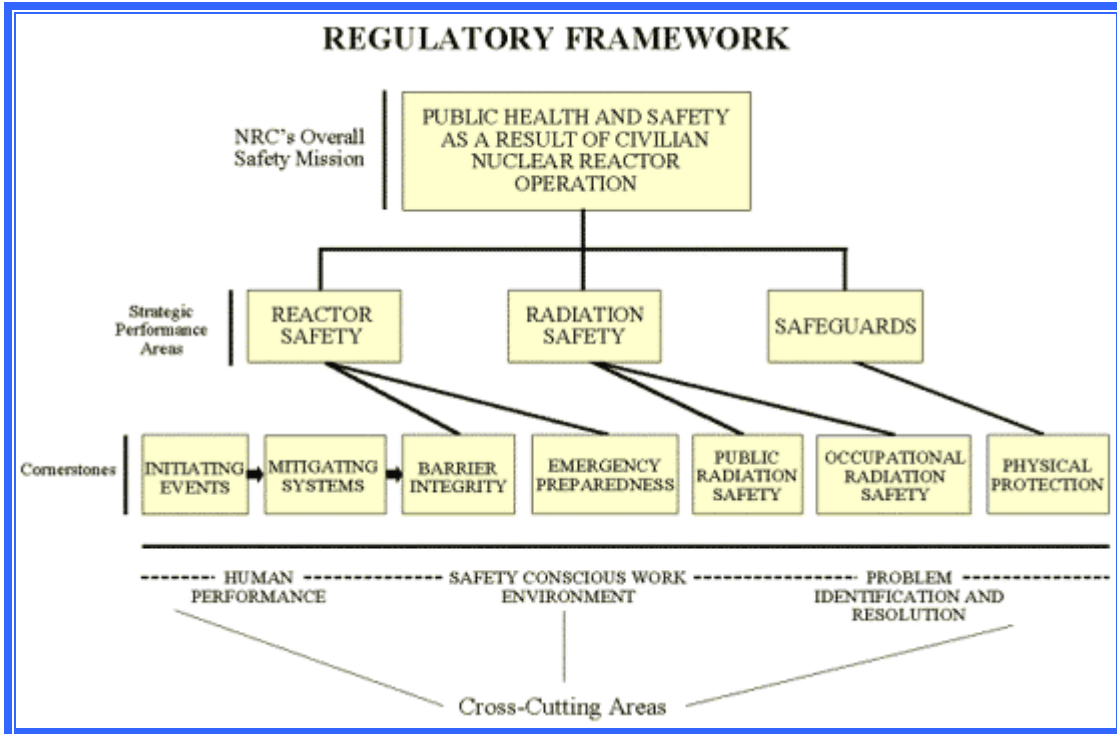 REGULATORY FRAMEWORK
NRC's Overall
Safety Mission
PUBLIC HEALTH AND SAFETY
AS A RESULT OF CIVILIAN
NUCLEAR REACTOR
OPERATION
Strategic
Performance
Areas
REACTOR
SAFETY
RADIATION
SAFETY
SAFEGUARDS
Cornerstones
INITIATING
EVENTS
MITIGATING
SYSTEMS
BARRIER
INTEGRITY
EMERGENCY
PREPAREDNESS
PUBLIC
RADIATION
SAFETY
OCCUPATIONAL
RADIATION
SAFETY
PHYSICAL
PROTECTION
HUMAN
PERFORMANCE
SAFETY CONSCIOUS WORK
ENVIRONMENT
PROBLEM
IDENTIFICATION AND
RESOLUTION
Cross-Cutting Areas